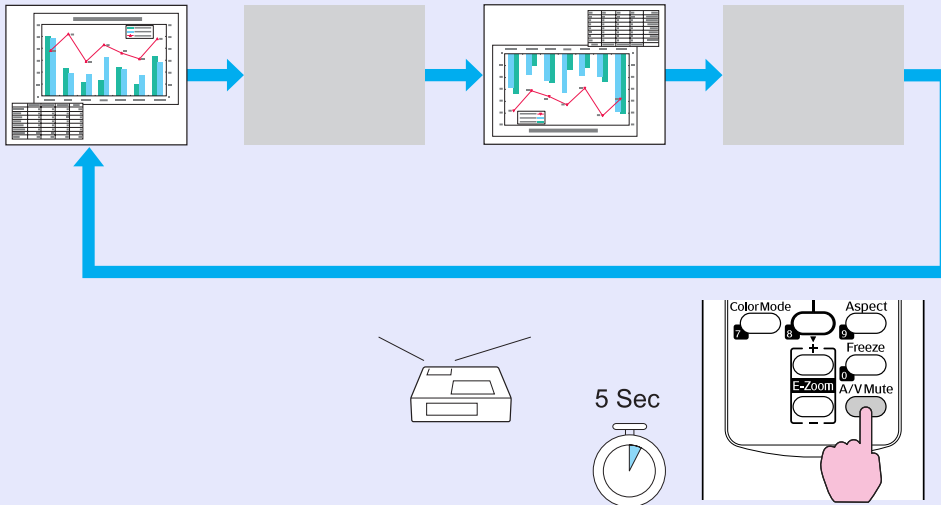 5 Sec
ColorMode
Aspect
7
8
9
+
Freeze
0
E-Zoom
A/V Mute
−